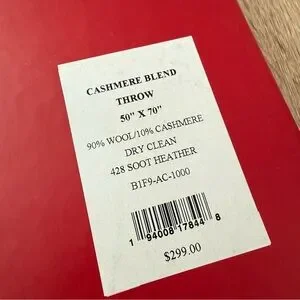 CASHMERE BLEND
THROW
50" X 70"
90% WOOL/10% CASHMERE
DRY CLEAN
428 SOOT HEATHER
B1F9-AC-1000
1 94008 17844 8
$299.00